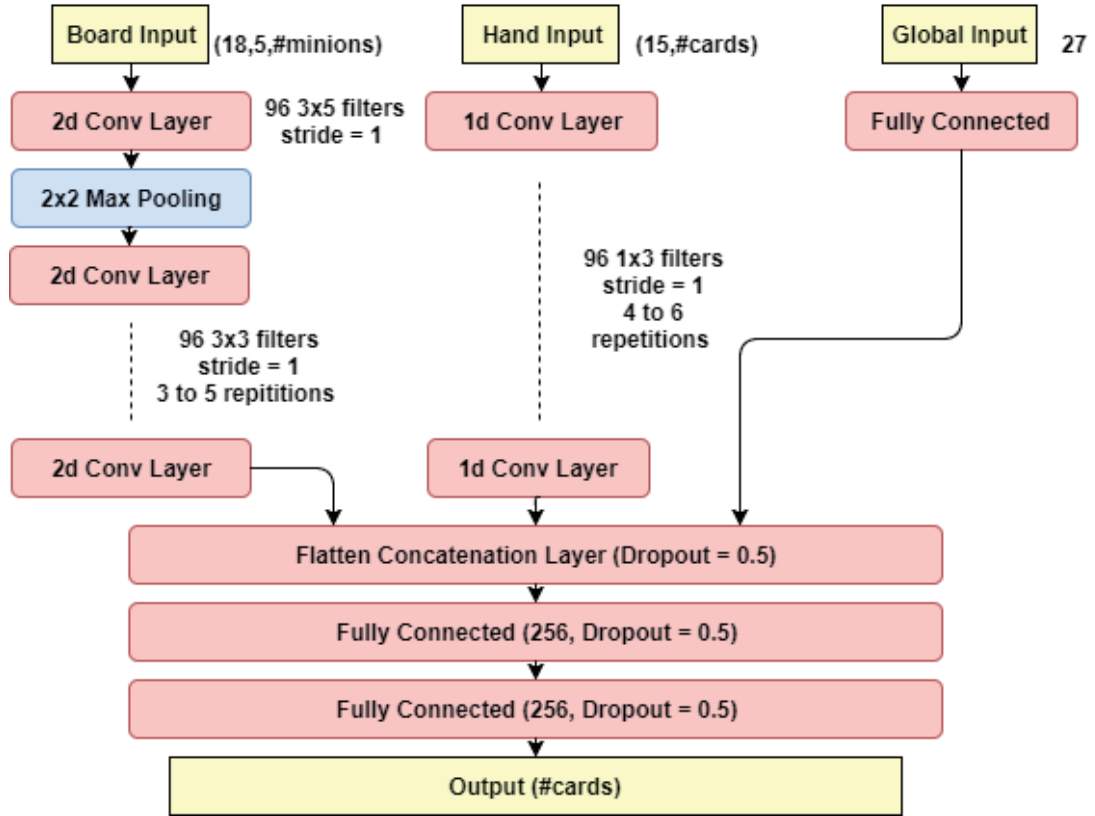 Board Input
(18,5,#minions)
Hand Input
(15,#cards)
Global Input
27
2d Conv Layer
96 3x5 filters
stride = 1
1d Conv Layer
Fully Connected
2x2 Max Pooling
2d Conv Layer
96 3x3 filters
stride = 1
3 to 5 repititions
96 1x3 filters
stride = 1
4 to 6
repetitions
2d Conv Layer
1d Conv Layer
Flatten Concatenation Layer (Dropout = 0.5)
Fully Connected (256, Dropout = 0.5)
Fully Connected (256, Dropout = 0.5)
Output (#cards)